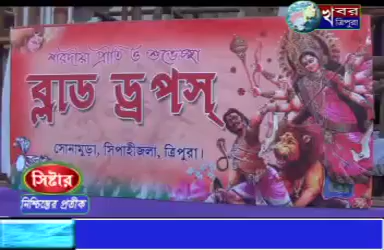 খবর
ত্রিপুরা
শারদীয়া প্রীতি ও শুভেচ্ছা
ব্লাড ড্রপস্
সোনামুড়া, সিপাহীজলা, ত্রিপুরা।
সিষ্টার
নিশ্চিন্তের প্রতীক